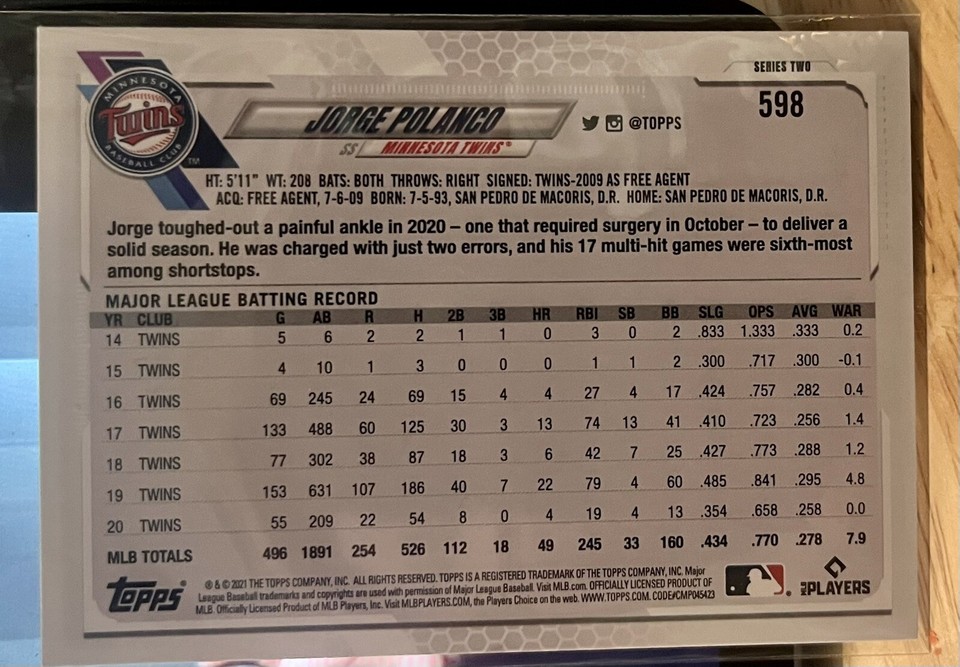 SERIES TWO
598
MINNESOTA
Twins
BASEBALL CLUB
TM
JORGE POLANCO
@TOPPS
SS MINNESOTA TWINS®
HT: 5'11" WT: 208 BATS: BOTH THROWS: RIGHT SIGNED: TWINS-2009 AS FREE AGENT
ACQ: FREE AGENT, 7-6-09 BORN: 7-5-93, SAN PEDRO DE MACORIS, D.R. HOME: SAN PEDRO DE MACORIS, D.R.
Jorge toughed-out a painful ankle in 2020 – one that required surgery in October – to deliver a
solid season. He was charged with just two errors, and his 17 multi-hit games were sixth-most
among shortstops.
MAJOR LEAGUE BATTING RECORD
YR CLUB G AB R H 2B 3B HR RBI SB BB SLG OPS AVG WAR
14 TWINS 5 6 2 2 1 1 0 3 0 2 .833 1.333 .333 0.2
15 TWINS 4 10 1 3 0 0 0 1 1 2 .300 .717 .300 -0.1
16 TWINS 69 245 24 69 15 4 4 27 4 17 .424 .757 .282 0.4
17 TWINS 133 488 60 125 30 3 13 74 13 41 .410 .723 .256 1.4
18 TWINS 77 302 38 87 18 3 6 42 7 25 .427 .773 .288 1.2
19 TWINS 153 631 107 186 40 7 22 79 4 60 .485 .841 .295 4.8
20 TWINS 55 209 22 54 8 0 4 19 4 13 .354 .658 .258 0.0
MLB TOTALS 496 1891 254 526 112 18 49 245 33 160 .434 .770 .278 7.9
Topps
® & © 2021 THE TOPPS COMPANY, INC. ALL RIGHTS RESERVED. TOPPS IS A REGISTERED TRADEMARK OF THE TOPPS COMPANY, INC. Major
League Baseball trademarks and copyrights are used with permission of Major League Baseball. Visit MLB.com. OFFICIALLY LICENSED PRODUCT OF
MLB. Officially Licensed Product of MLB Players, Inc. Visit MLBPLAYERS.COM, the Players Choice on the web. WWW.TOPPS.COM. CODE#CMP045423
MLB PLAYERS